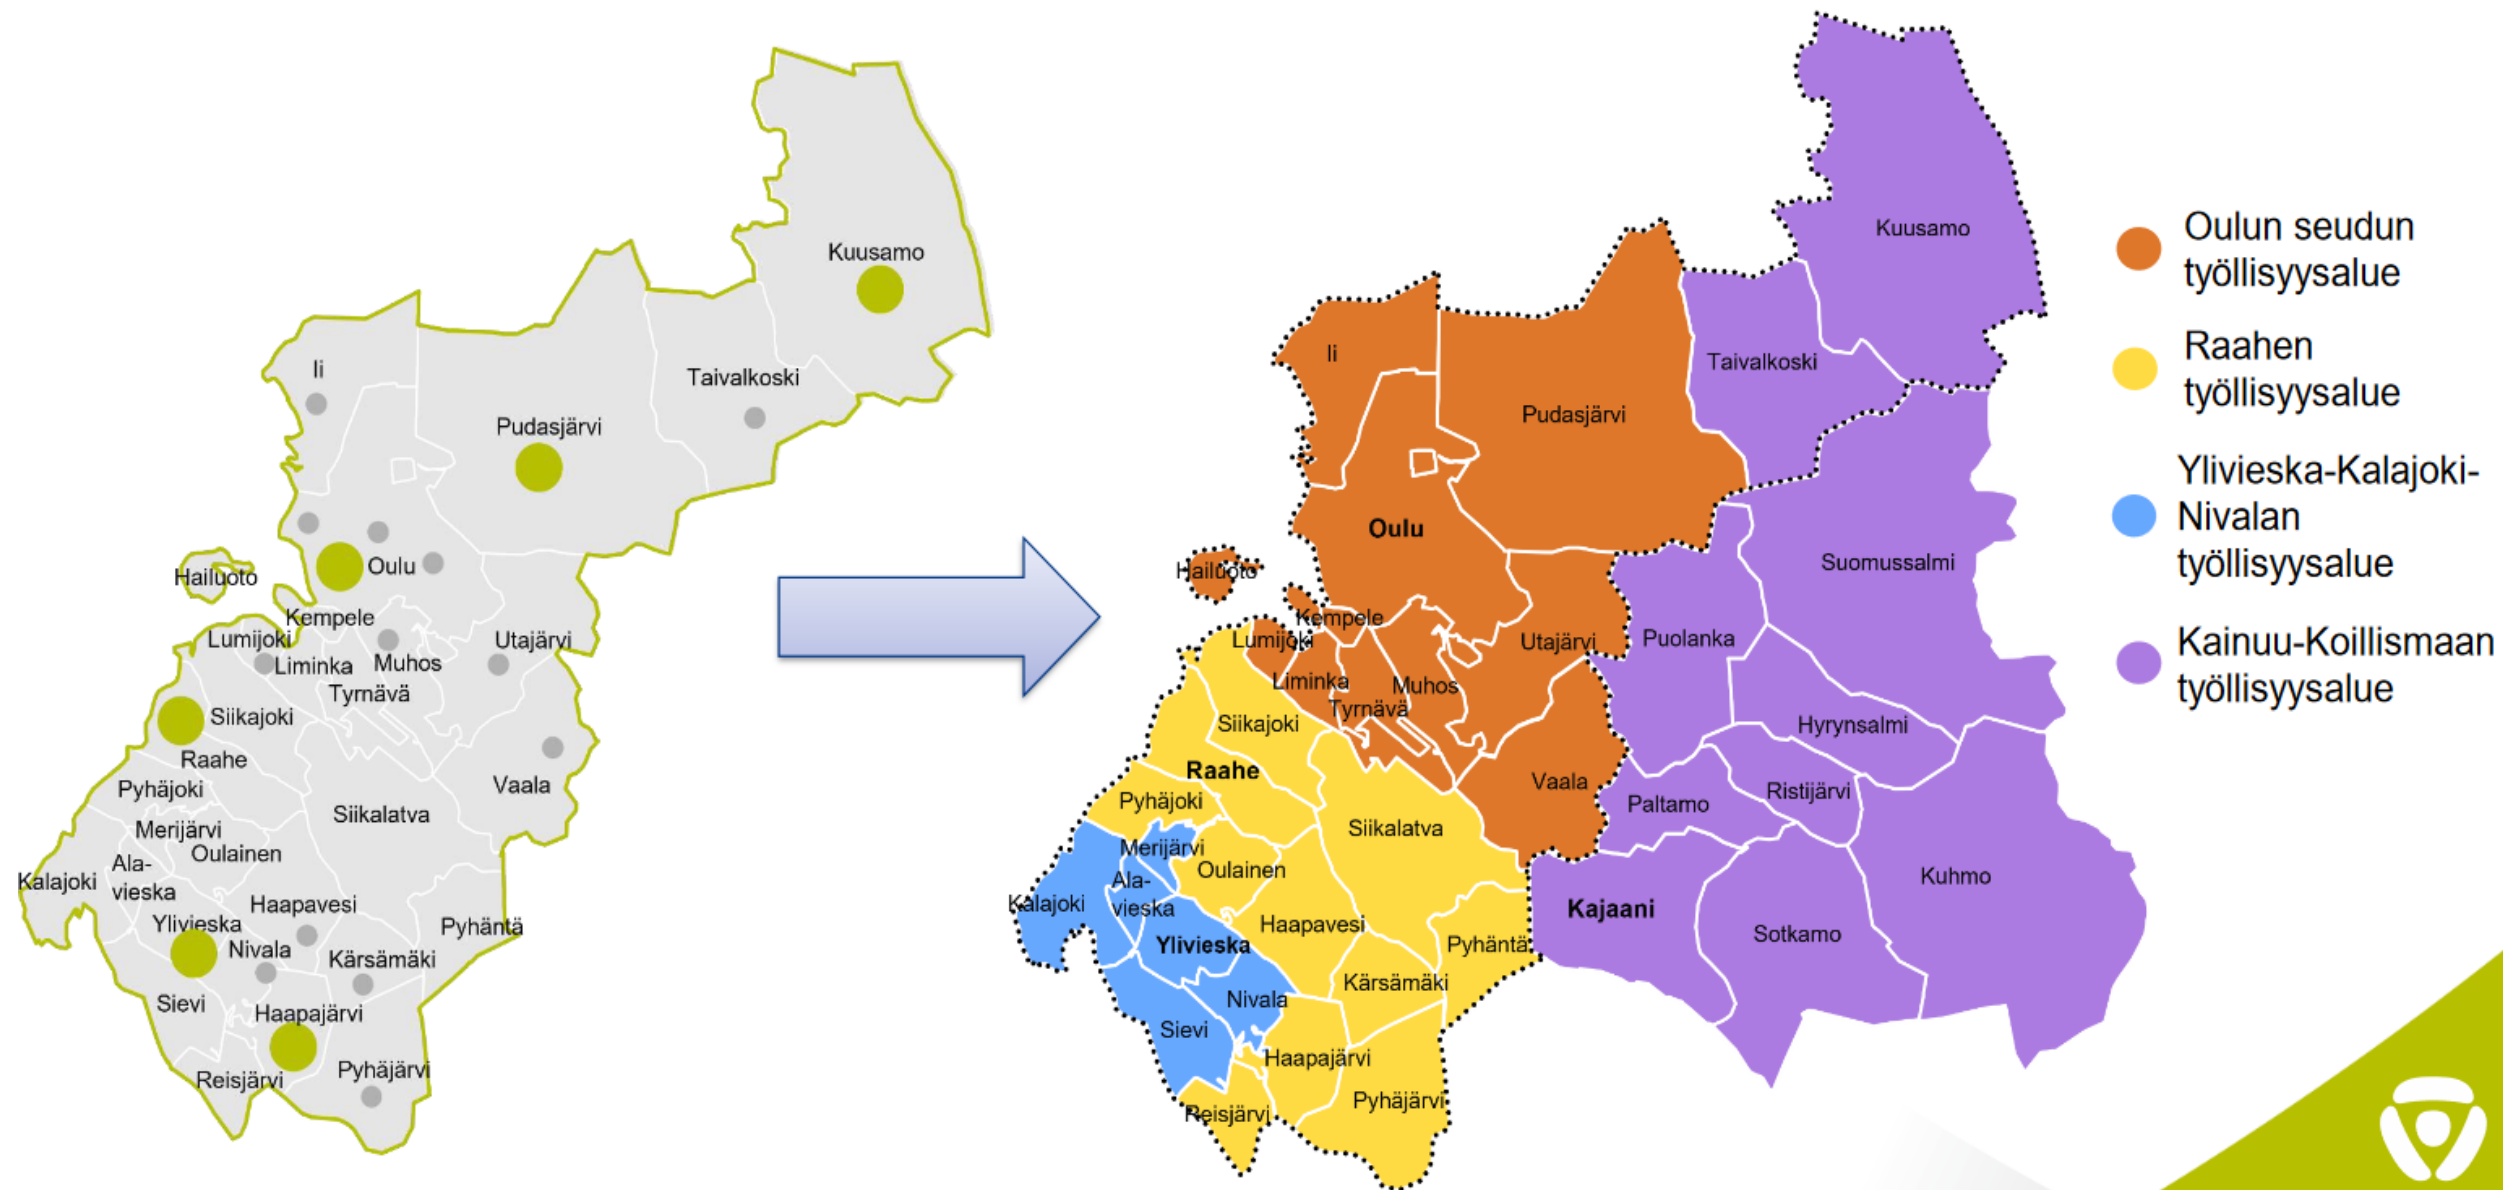 Kuusamo
Ii
Taivalkoski
Pudasjärvi
Oulu
Hailuoto
Kempele
Lumijoki
Utajärvi
Liminka
Muhos
Tyrnävä
Siikajoki
Raahe
Vaala
Pyhäjoki
Siikalatva
Merijärvi
Oulainen
Ala-
vieska
Kalajoki
Haapavesi
Ylivieska
Pyhäntä
Nivala
Kärsämäki
Sievi
Haapajärvi
Pyhäjärvi
Reisjärvi
Kuusamo
Ii
Taivalkoski
Pudasjärvi
Oulu
Suomussalmi
Hailuoto
Kempele
Lumijoki
Utajärvi
Puolanka
Liminka
Muhos
Tyrnävä
Siikajoki
Hyrynsalmi
Raahe
Vaala
Ristijärvi
Pyhäjoki
Paltamo
Siikalatva
Merijärvi
Oulainen
Ala-
vieska
Kuhmo
Kalajoki
Kajaani
Haapavesi
Sotkamo
Ylivieska
Pyhäntä
Kärsämäki
Nivala
Sievi
Haapajärvi
Pyhäjärvi
Reisjärvi
Oulun seudun
työllisyysalue
Raahen
työllisyysalue
Ylivieska-Kalajoki-
Nivalan
työllisyysalue
Kainuu-Koillismaan
työllisyysalue